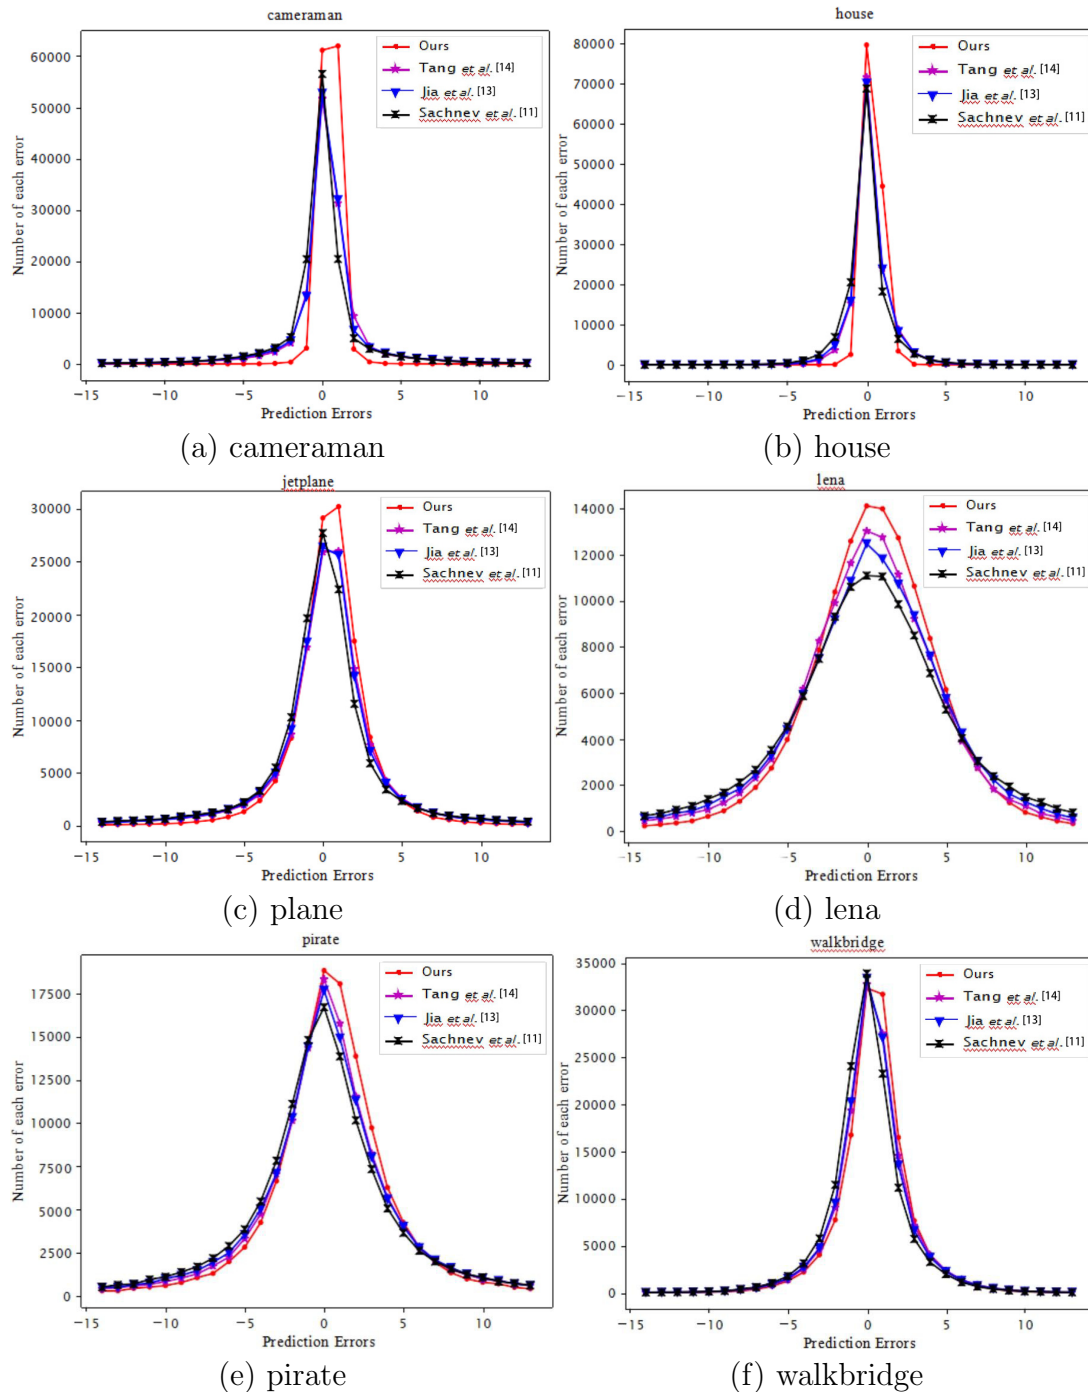 cameraman
Number of each error
60000
50000
40000
30000
20000
10000
0
Ours
Tang et al. [14]
Jia et al. [13]
Sachnev et al. [11]
−15 −10 −5 0 5 10
Prediction Errors
(a) cameraman
house
Number of each error
80000
70000
60000
50000
40000
30000
20000
10000
0
Ours
Tang et al. [14]
Jia et al. [13]
Sachnev et al. [11]
−15 −10 −5 0 5 10
Prediction Errors
(b) house
jetplane
Number of each error
30000
25000
20000
15000
10000
5000
0
Ours
Tang et al. [14]
Jia et al. [13]
Sachnev et al. [11]
−15 −10 −5 0 5 10
Prediction Errors
(c) plane
lena
Number of each error
14000
12000
10000
8000
6000
4000
2000
0
Ours
Tang et al. [14]
Jia et al. [13]
Sachnev et al. [11]
−15 −10 −5 0 5 10
Prediction Errors
(d) lena
pirate
Number of each error
17500
15000
12500
10000
7500
5000
2500
0
Ours
Tang et al. [14]
Jia et al. [13]
Sachnev et al. [11]
−15 −10 −5 0 5 10
Prediction Errors
(e) pirate
walkbridge
Number of each error
35000
30000
25000
20000
15000
10000
5000
0
Ours
Tang et al. [14]
Jia et al. [13]
Sachnev et al. [11]
−15 −10 −5 0 5 10
Prediction Errors
(f) walkbridge